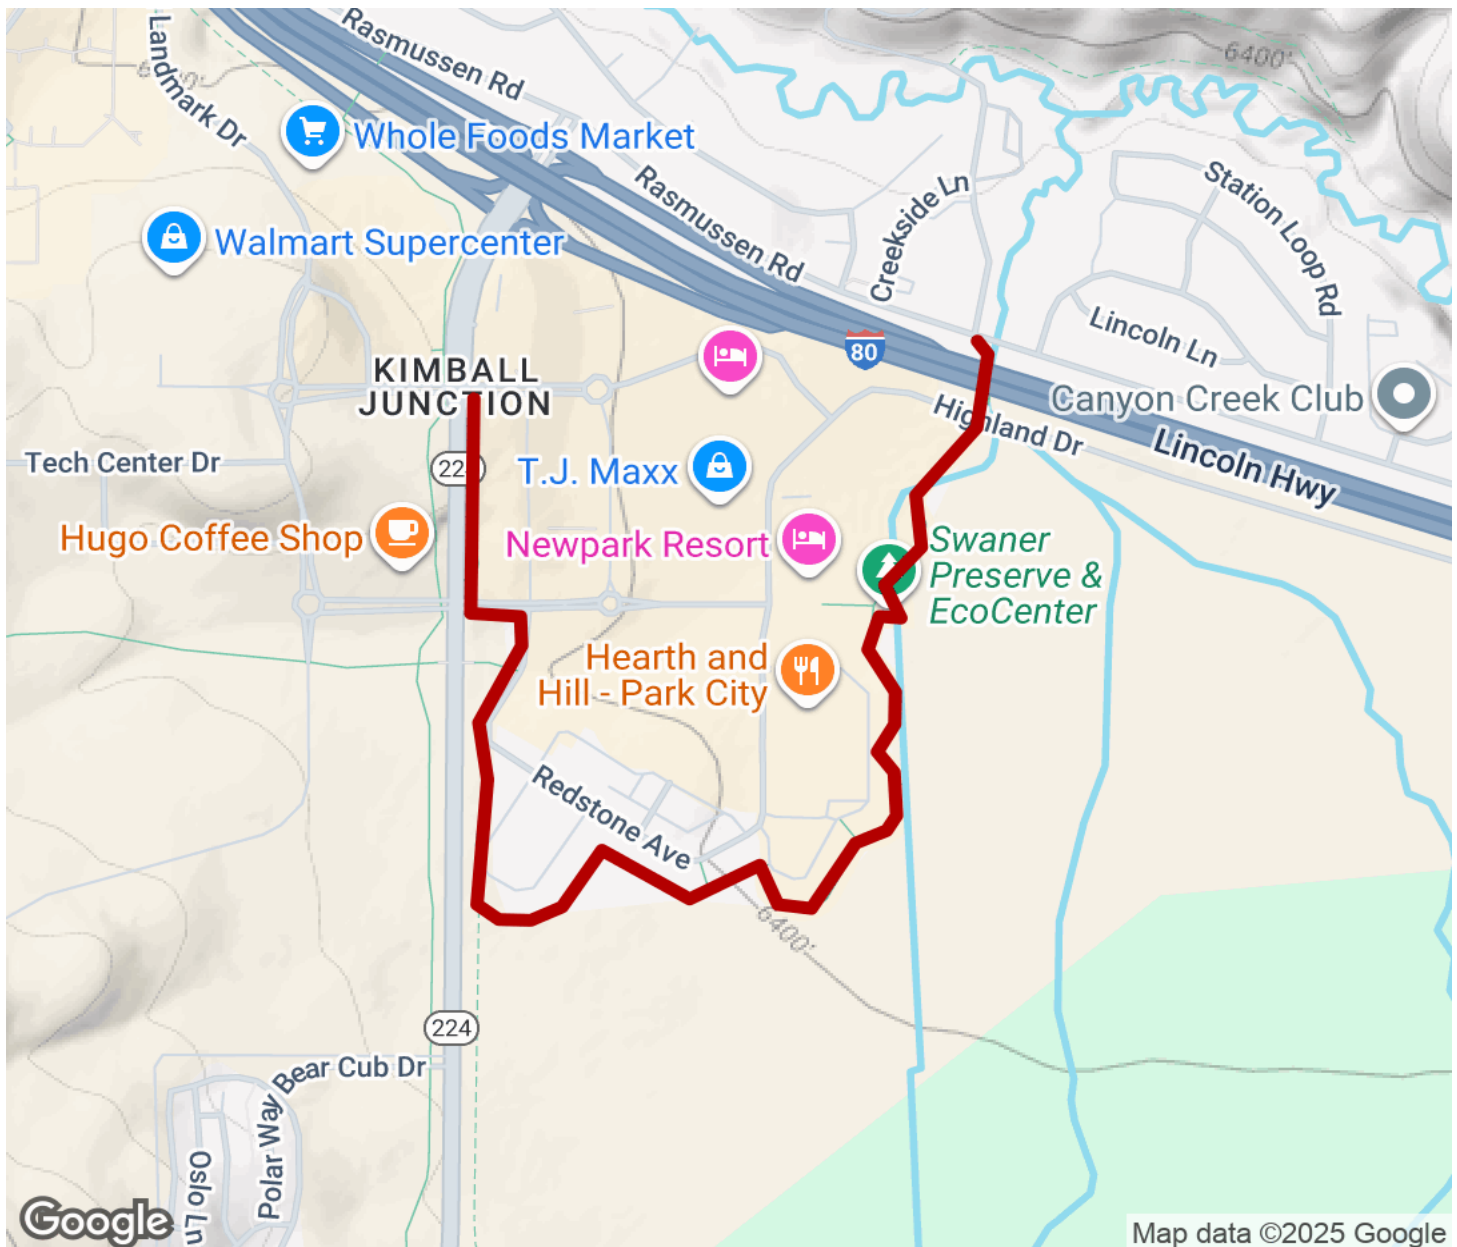 Landmark Dr
Rasmussen Rd
6400'
Whole Foods Market
Rasmussen Rd
Creekside Ln
Station Loop Rd
Walmart Supercenter
Lincoln Ln
80
KIMBALL
JUNCTION
Canyon Creek Club
Highland Dr
Lincoln Hwy
Tech Center Dr
T.J. Maxx
Hugo Coffee Shop
Newpark Resort
Swaner
Preserve &
EcoCenter
Hearth and
Hill - Park City
Redstone Ave
6400'
224
Bear Cub Dr
Polar Way
Oslo Ln
Google
Map data ©2025 Google